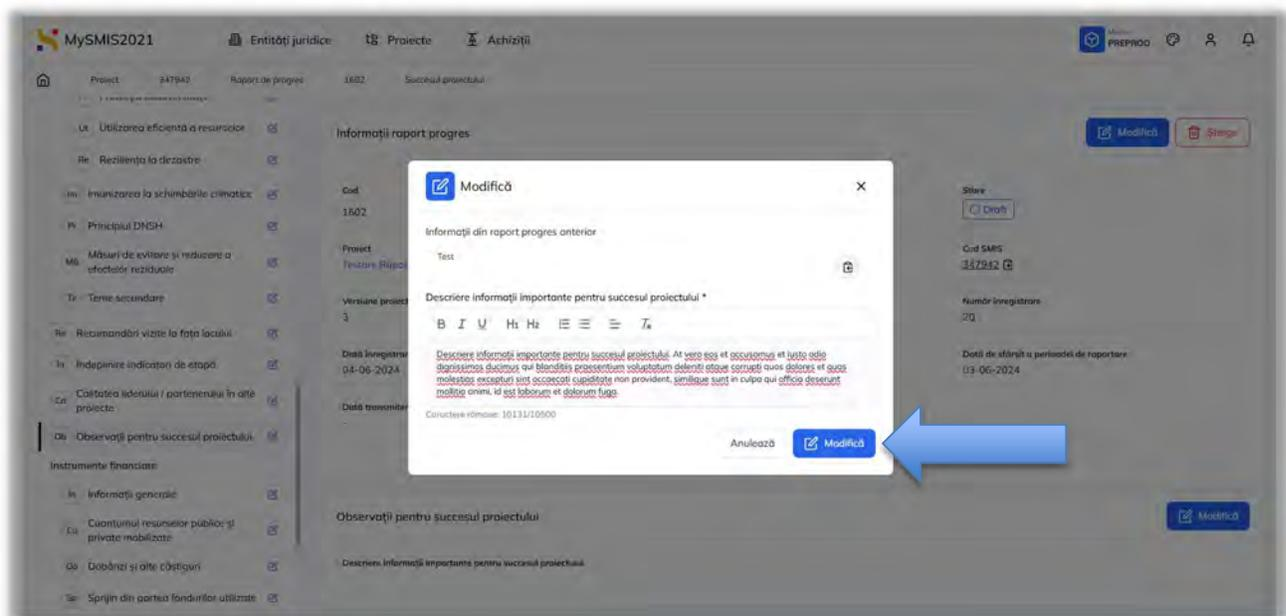 MySMIS2021
Entități juridice
Proiecte
Achiziții
PREPROD
Proiect
347942
Raport de progres
1602
Succesul proiectului
Ut Utilizarea eficientă a resurselor
Re Reziliența la dezastre
Im Imunizarea la schimbările climatice
Pr Principiul DNSH
Mă Măsuri de evitare și reducere a
efectelor reziduale
Te Teme secundare
Re Recomandări vizite la fața locului
În Îndeplinire indicatori de etapă
Ca Calitatea liderului / partenerului în alte
proiecte
Ob Observații pentru succesul proiectului
Instrumente financiare
In Informații generale
Cu Cuantumul resurselor publice și
private mobilizate
Do Dobânzi și alte câștiguri
Sp Sprijin din partea fondurilor utilizate
Informații raport progres
Modifică
Șterge
Cod
1602
Stare
Draft
Proiect
Testare
Cod SMIS
347942
Versiune proiect
3
Număr înregistrare
20
04-06-2024
Dată de sfârșit a perioadei de raportare
03-06-2024
-
Modifică
Informații din raport progres anterior
Test
Descriere informații importante pentru succesul proiectului *
B I U H1 H2
Descriere informații importante pentru succesul proiectului. At vero eos et accusamus et iusto odio
dignissimos ducimus qui blanditiis praesentium voluptatum deleniti atque corrupti quos dolores et quas
molestias excepturi sint occaecati cupiditate non provident, similique sunt in culpa qui officia deserunt
mollitia animi, id est laborum et dolorum fuga.
Caractere rămase: 10131/10500
Anulează
Modifică
Observații pentru succesul proiectului
Modifică
Descriere informații importante pentru succesul proiectului